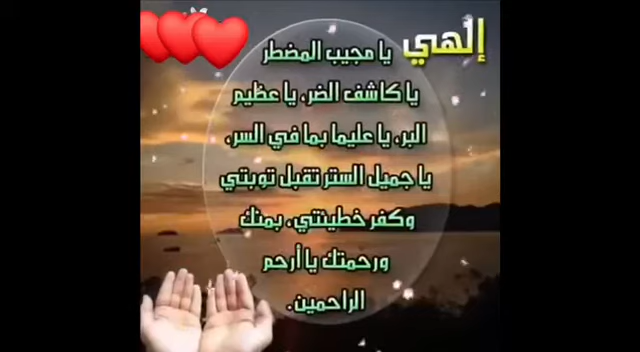 إلهي
يا مجيب المضطر
يا كاشف الضر، يا عظيم
البر، يا عليما بما في السر،
يا جميل الستر تقبل توبتي
وكفر خطيئتي، بمنك
ورحمتك يا أرحم
الراحمين.